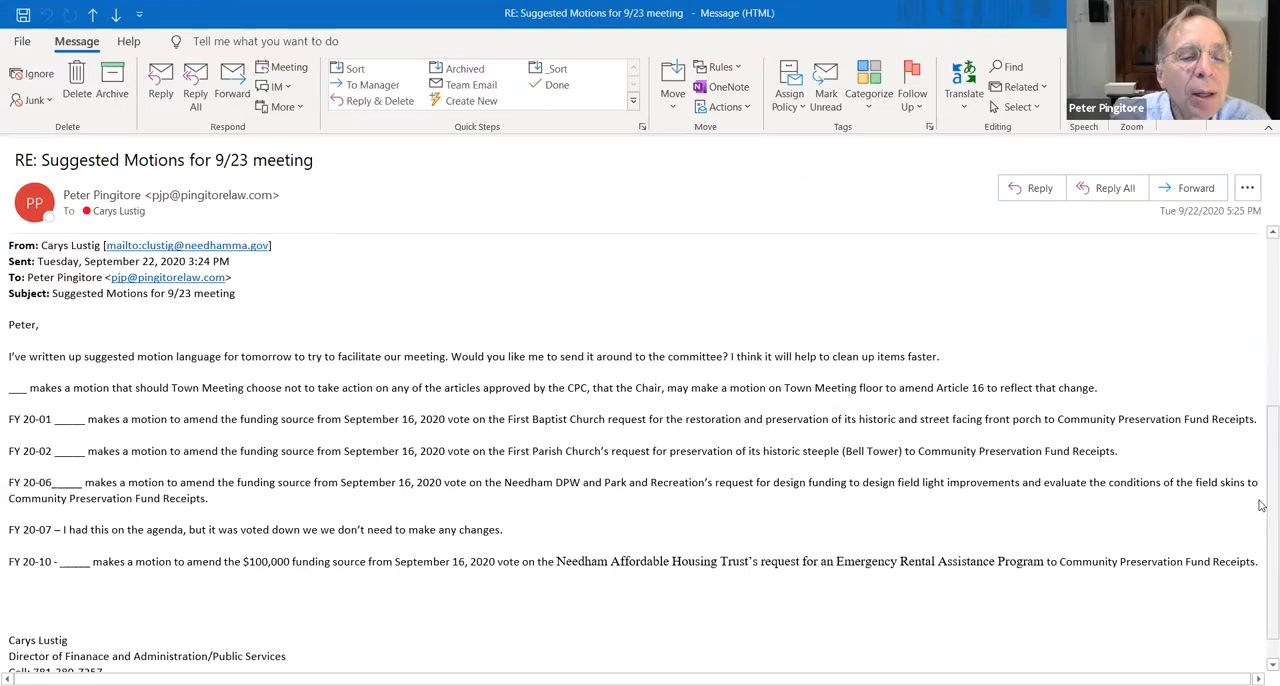 RE: Suggested Motions for 9/23 meeting - Message (HTML)
File Message Help Tell me what you want to do
Ignore
Junk
Delete
Archive
Delete
Reply
Reply All
Forward
Meeting
IM
More
Respond
Sort
To Manager
Reply & Delete
Archived
Team Email
Create New
_Sort
Done
Quick Steps
Move
Rules
OneNote
Actions
Move
Assign Policy
Mark Unread
Categorize
Follow Up
Tags
Translate
Find
Related
Select
Editing
Speech
Zoom
Peter Pingitore
RE: Suggested Motions for 9/23 meeting
PP
Peter Pingitore <pjp@pingitorelaw.com>
To Carys Lustig
Reply Reply All Forward
Tue 9/22/2020 5:25 PM
From: Carys Lustig [mailto:clustig@needhamma.gov]
Sent: Tuesday, September 22, 2020 3:24 PM
To: Peter Pingitore <pjp@pingitorelaw.com>
Subject: Suggested Motions for 9/23 meeting
Peter,
I've written up suggested motion language for tomorrow to try to facilitate our meeting. Would you like me to send it around to the committee? I think it will help to clean up items faster.
___ makes a motion that should Town Meeting choose not to take action on any of the articles approved by the CPC, that the Chair, may make a motion on Town Meeting floor to amend Article 16 to reflect that change.
FY 20-01 _____ makes a motion to amend the funding source from September 16, 2020 vote on the First Baptist Church request for the restoration and preservation of its historic and street facing front porch to Community Preservation Fund Receipts.
FY 20-02 _____ makes a motion to amend the funding source from September 16, 2020 vote on the First Parish Church's request for preservation of its historic steeple (Bell Tower) to Community Preservation Fund Receipts.
FY 20-06_____ makes a motion to amend the funding source from September 16, 2020 vote on the Needham DPW and Park and Recreation's request for design funding to design field light improvements and evaluate the conditions of the field skins to
Community Preservation Fund Receipts.
FY 20-07 – I had this on the agenda, but it was voted down we we don't need to make any changes.
FY 20-10 - _____ makes a motion to amend the $100,000 funding source from September 16, 2020 vote on the Needham Affordable Housing Trust's request for an Emergency Rental Assistance Program to Community Preservation Fund Receipts.
Carys Lustig
Director of Finanace and Administration/Public Services
Cell: 781-389-7257